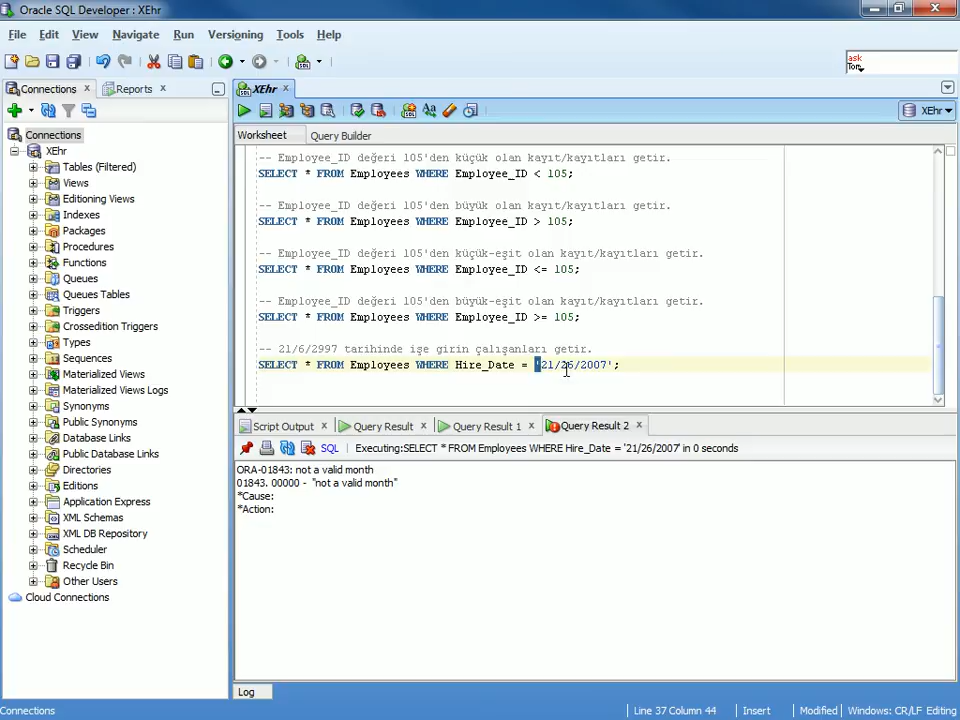 Oracle SQL Developer : XEhr
File Edit View Navigate Run Versioning Tools Help
ask
Tom
Connections Reports
Connections
XEhr
Tables (Filtered)
Views
Editioning Views
Indexes
Packages
Procedures
Functions
Queues
Queues Tables
Triggers
Crossedition Triggers
Types
Sequences
Materialized Views
Materialized Views Logs
Synonyms
Public Synonyms
Database Links
Public Database Links
Directories
Editions
Application Express
XML Schemas
XML DB Repository
Scheduler
Recycle Bin
Other Users
Cloud Connections
XEhr
XEhr
Worksheet Query Builder
-- Employee_ID değeri 105'den küçük olan kayıt/kayıtları getir.
SELECT * FROM Employees WHERE Employee_ID < 105;
-- Employee_ID değeri 105'den büyük olan kayıt/kayıtları getir.
SELECT * FROM Employees WHERE Employee_ID > 105;
-- Employee_ID değeri 105'den küçük-eşit olan kayıt/kayıtları getir.
SELECT * FROM Employees WHERE Employee_ID <= 105;
-- Employee_ID değeri 105'den büyük-eşit olan kayıt/kayıtları getir.
SELECT * FROM Employees WHERE Employee_ID >= 105;
-- 21/6/2997 tarihinde işe girin çalışanları getir.
SELECT * FROM Employees WHERE Hire_Date = '21/26/2007';
Script Output Query Result Query Result 1 Query Result 2
SQL Executing:SELECT * FROM Employees WHERE Hire_Date = '21/26/2007' in 0 seconds
ORA-01843: not a valid month
01843. 00000 - "not a valid month"
*Cause:
*Action:
Log
Connections Line 37 Column 44 Insert Modified Windows: CR/LF Editing